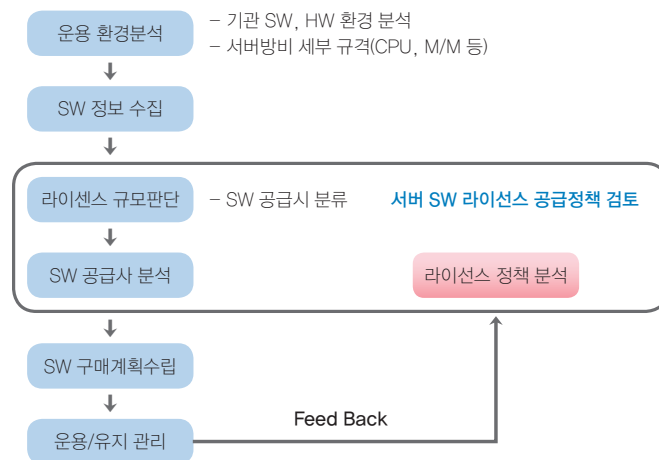 운용 환경분석
– 기관 SW, HW 환경 분석
– 서버방비 세부 규격(CPU, M/M 등)
SW 정보 수집
라이센스 규모판단
– SW 공급시 분류
서버 SW 라이선스 공급정책 검토
SW 공급사 분석
라이선스 정책 분석
SW 구매계획수립
Feed Back
운용/유지 관리